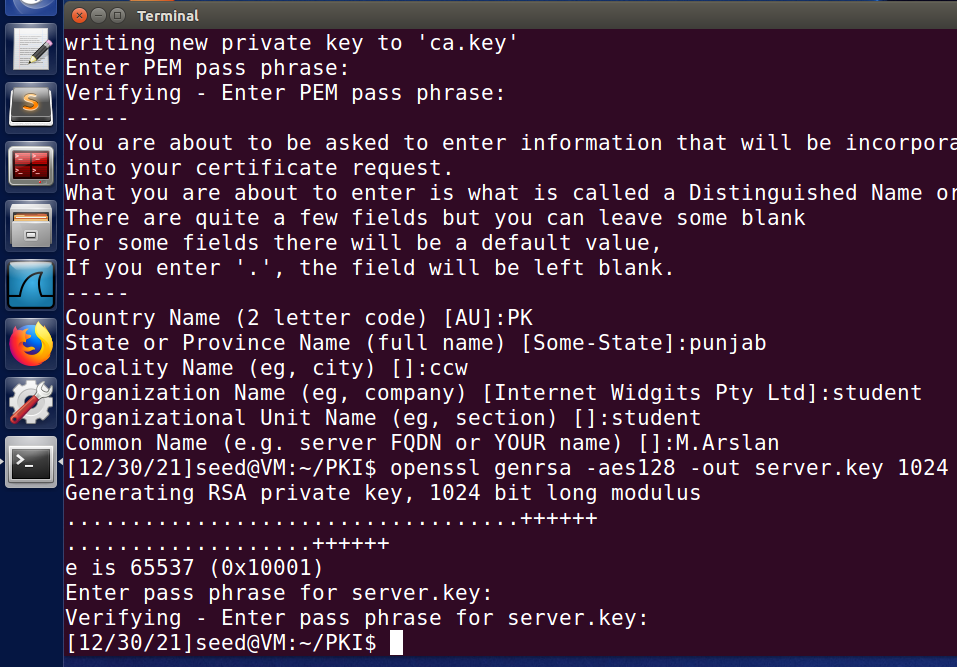 Terminal
writing new private key to 'ca.key'
Enter PEM pass phrase:
Verifying - Enter PEM pass phrase:
-----
You are about to be asked to enter information that will be incorpora
into your certificate request.
What you are about to enter is what is called a Distinguished Name or
There are quite a few fields but you can leave some blank
For some fields there will be a default value,
If you enter '.', the field will be left blank.
-----
Country Name (2 letter code) [AU]:PK
State or Province Name (full name) [Some-State]:punjab
Locality Name (eg, city) []:ccw
Organization Name (eg, company) [Internet Widgits Pty Ltd]:student
Organizational Unit Name (eg, section) []:student
Common Name (e.g. server FQDN or YOUR name) []:M.Arslan
[12/30/21]seed@VM:~/PKI$ openssl genrsa -aes128 -out server.key 1024
Generating RSA private key, 1024 bit long modulus
...................................++++++
...................++++++
e is 65537 (0x10001)
Enter pass phrase for server.key:
Verifying - Enter pass phrase for server.key:
[12/30/21]seed@VM:~/PKI$